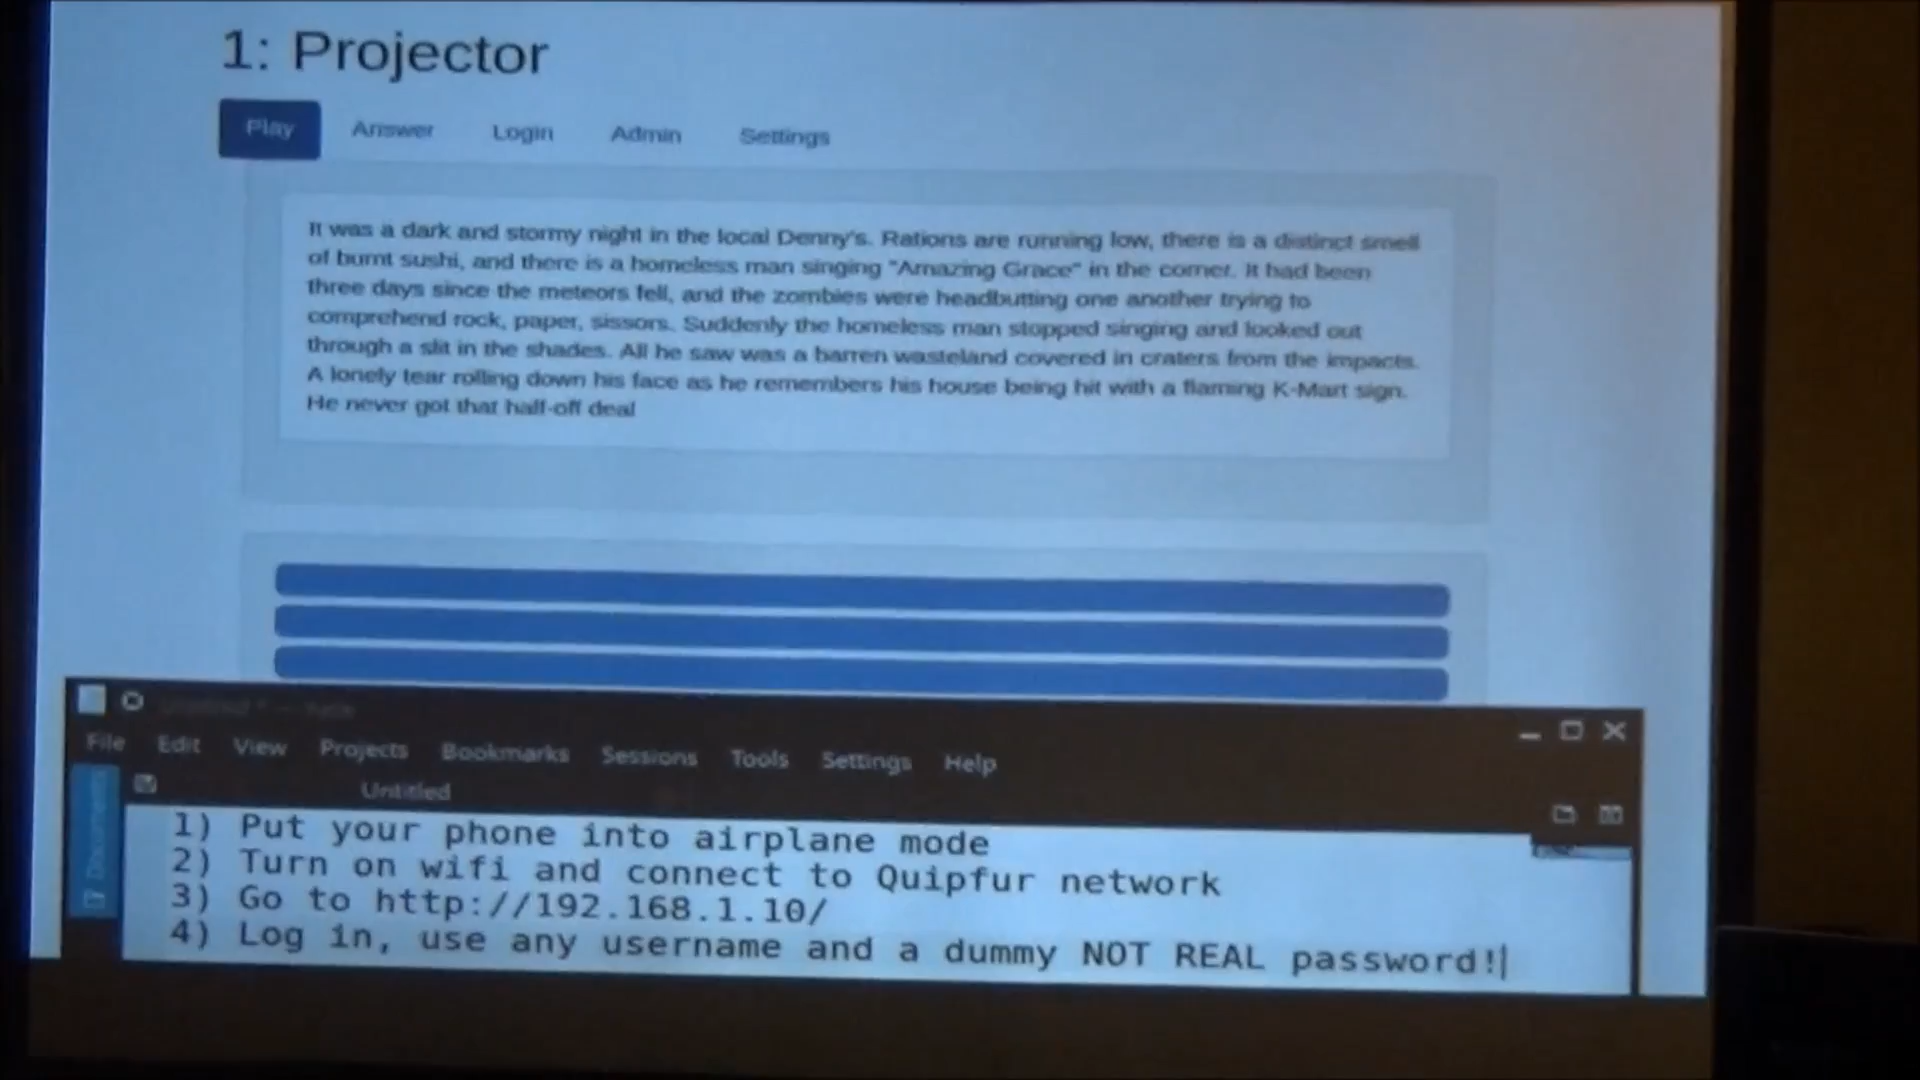 1: Projector
Play Answer Login Admin Settings
It was a dark and stormy night in the local Denny's. Rations are running low, there is a distinct smell
of burnt sushi, and there is a homeless man singing "Amazing Grace" in the corner. It had been
three days since the meteors fell, and the zombies were headbutting one another trying to
comprehend rock, paper, sissors. Suddenly the homeless man stopped singing and looked out
through a slit in the shades. All he saw was a barren wasteland covered in craters from the impacts.
A lonely tear rolling down his face as he remembers his house being hit with a flaming K-Mart sign.
He never got that half-off deal
File Edit View Projects Bookmarks Sessions Tools Settings Help
Untitled
Documents
1) Put your phone into airplane mode
2) Turn on wifi and connect to Quipfur network
3) Go to http://192.168.1.10/
4) Log in, use any username and a dummy NOT REAL password!